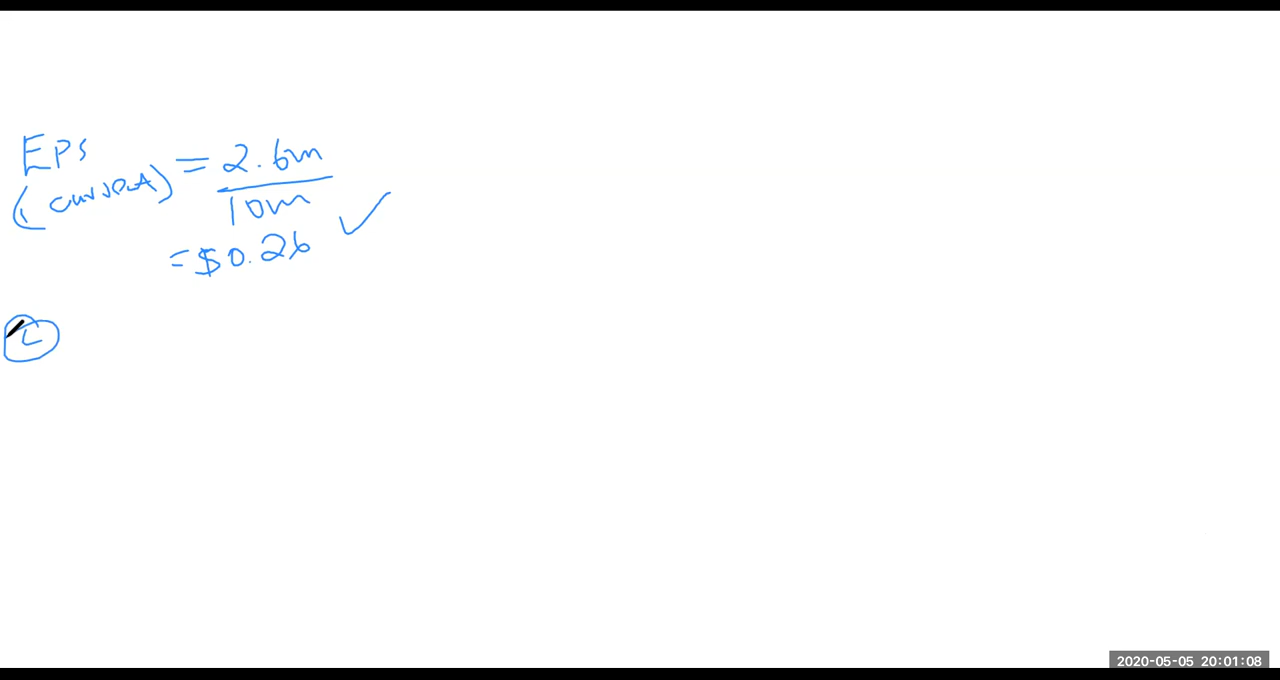 EPS
(current) = 2.6m
10m
= $0.26 ✓
2020-05-05 20:01:08